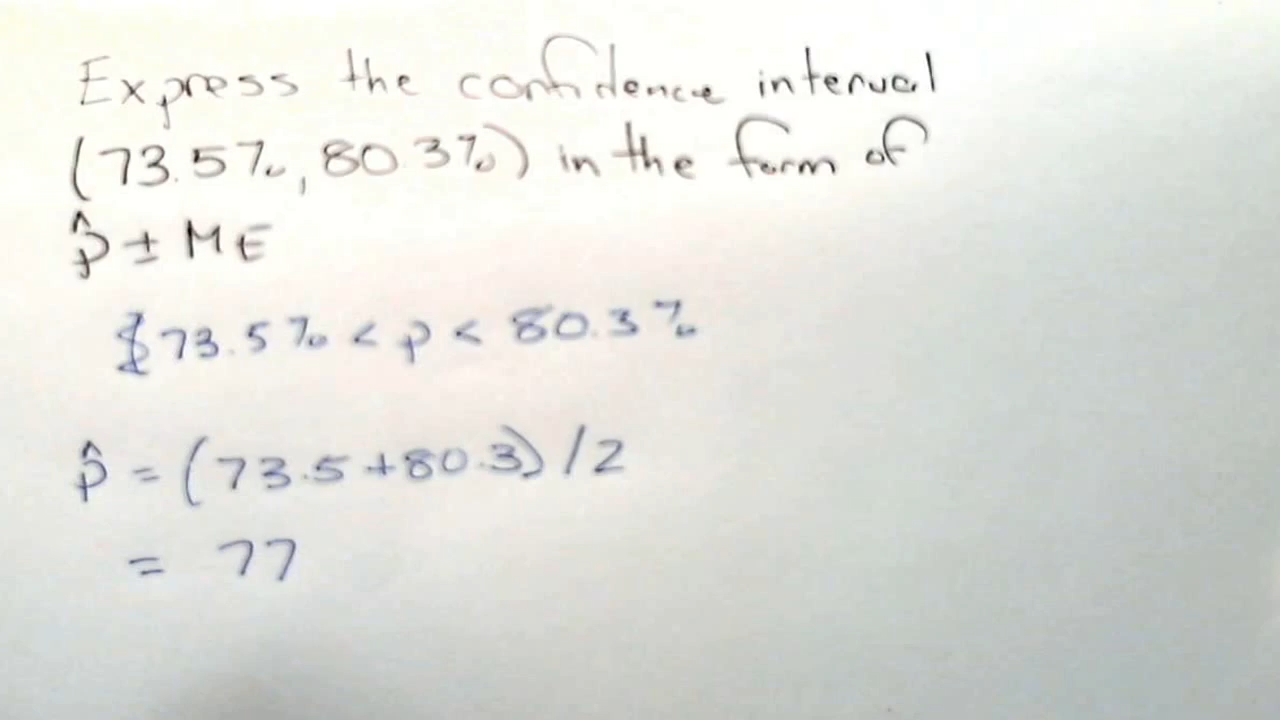 Express the confidence interval
(73.5%, 80.3%) in the form of
p̂ ± ME
73.5% < p < 80.3%
p̂ = (73.5+80.3)/2
= 77